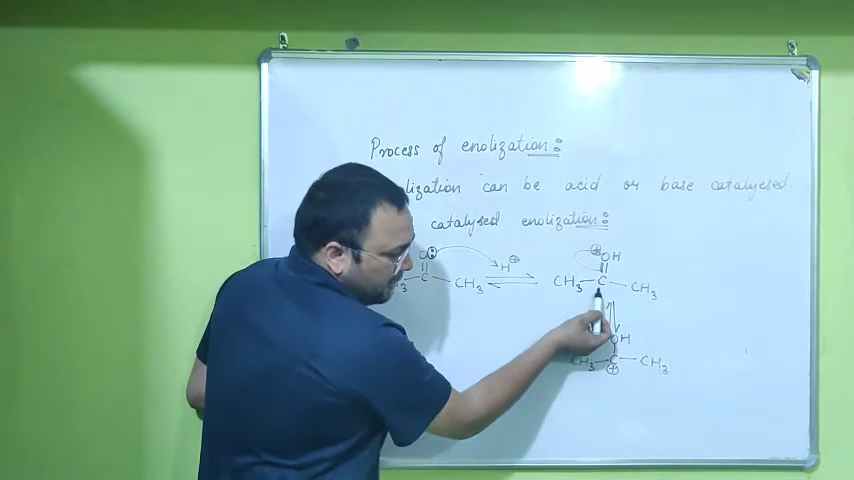 Process of enolization:
lization can be acid or base catalysed.
catalysed enolization:
O: H⊕ ⊕OH
C CH3 CH3 C CH3
OH
CH3 C CH3
⊕